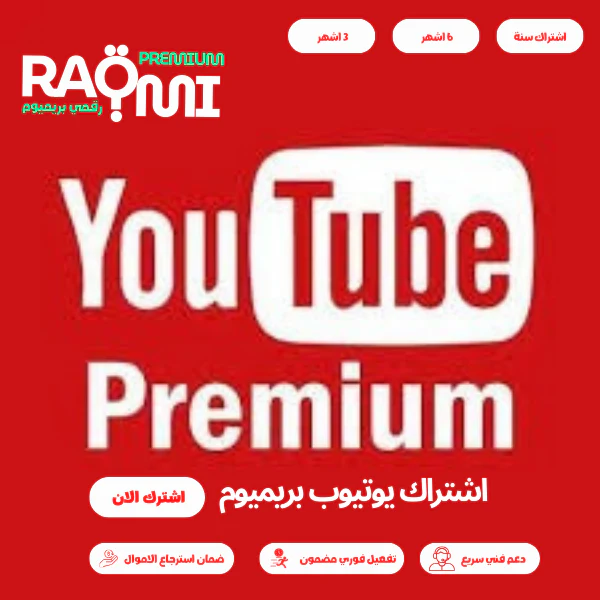 اشتراك سنة
6 اشهر
3 اشهر
PREMIUM
RAQMI
رقمي بريميوم
YouTube
Premium
اشتراك يوتيوب بريميوم
اشترك الان
دعم فني سريع
تفعيل فوري مضمون
ضمان استرجاع الاموال